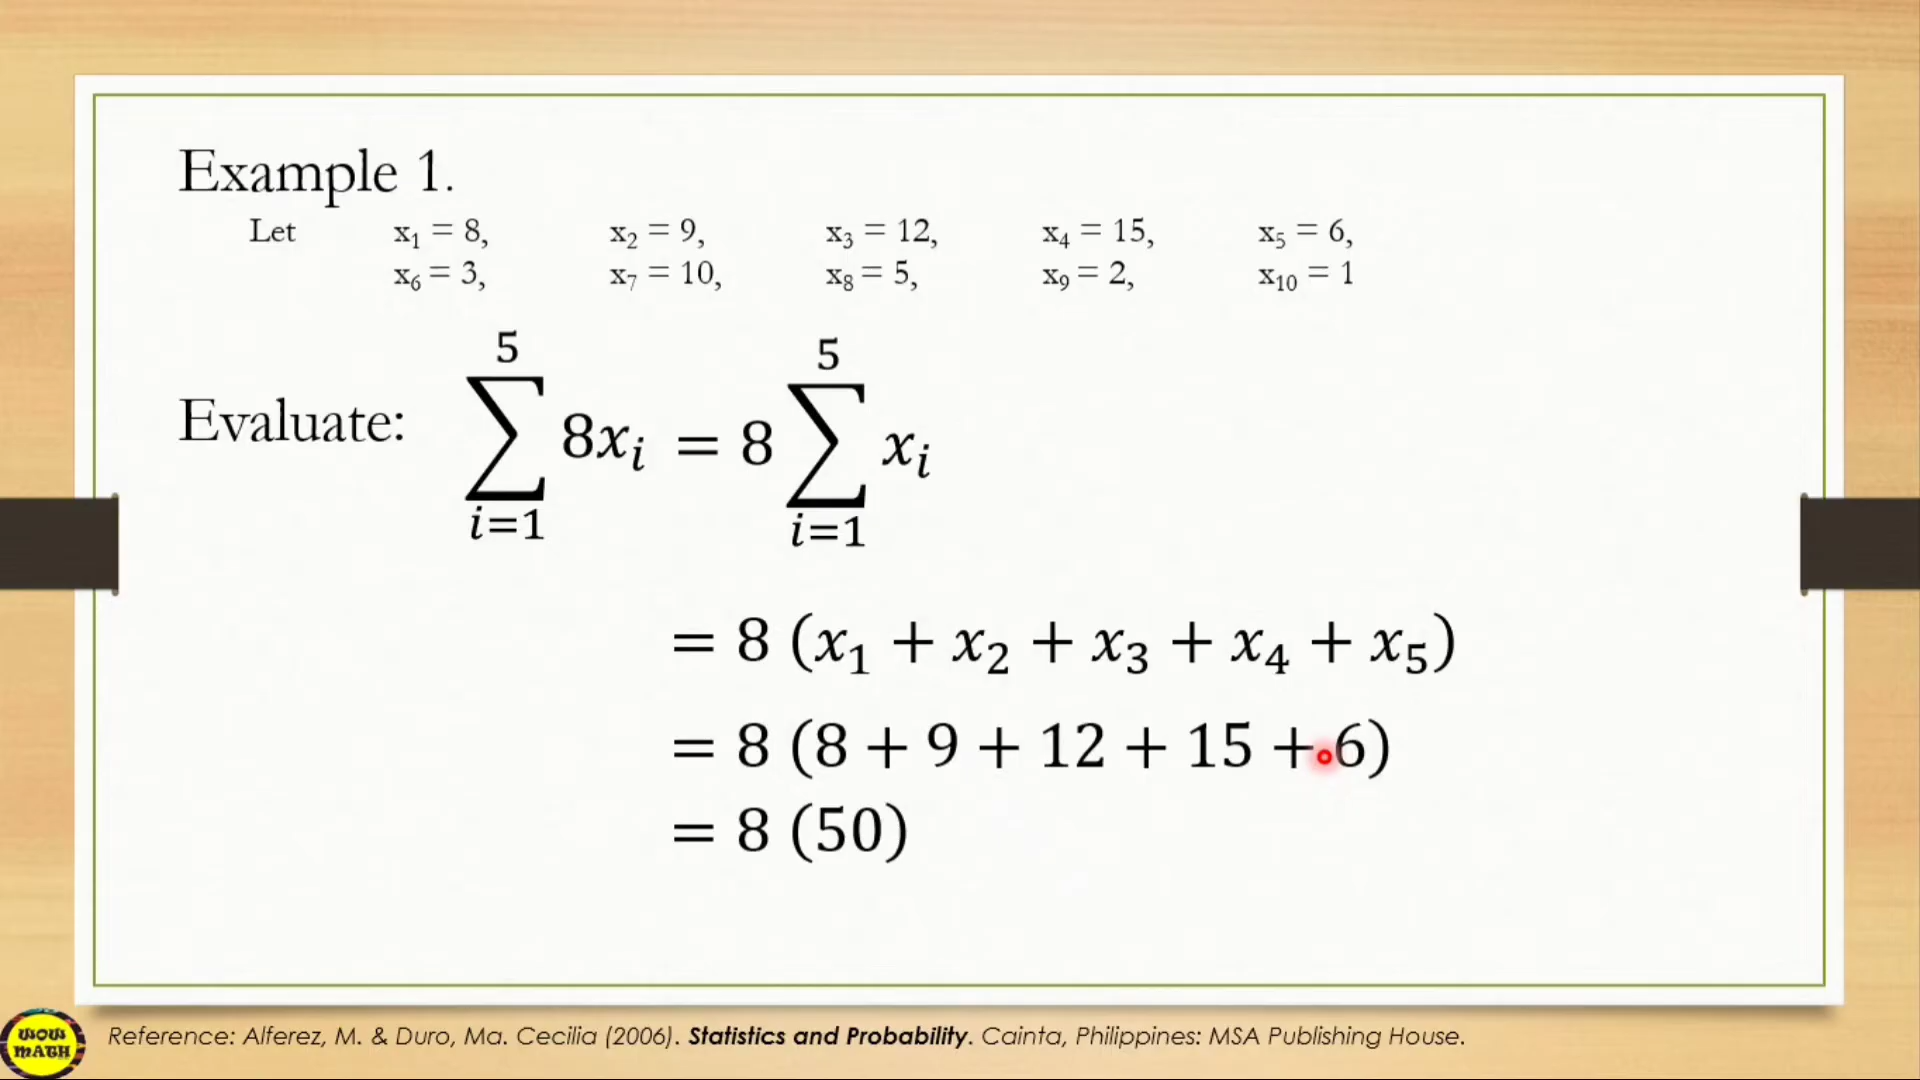 Example 1.
Let x₁ = 8, x₂ = 9, x₃ = 12, x₄ = 15, x₅ = 6,
x₆ = 3, x₇ = 10, x₈ = 5, x₉ = 2, x₁₀ = 1
Evaluate: ∑_{i=1}^{5} 8xᵢ = 8 ∑_{i=1}^{5} xᵢ
= 8 (x₁ + x₂ + x₃ + x₄ + x₅)
= 8 (8 + 9 + 12 + 15 + 6)
= 8 (50)
WOW MATH
Reference: Alferez, M. & Duro, Ma. Cecilia (2006). Statistics and Probability. Cainta, Philippines: MSA Publishing House.